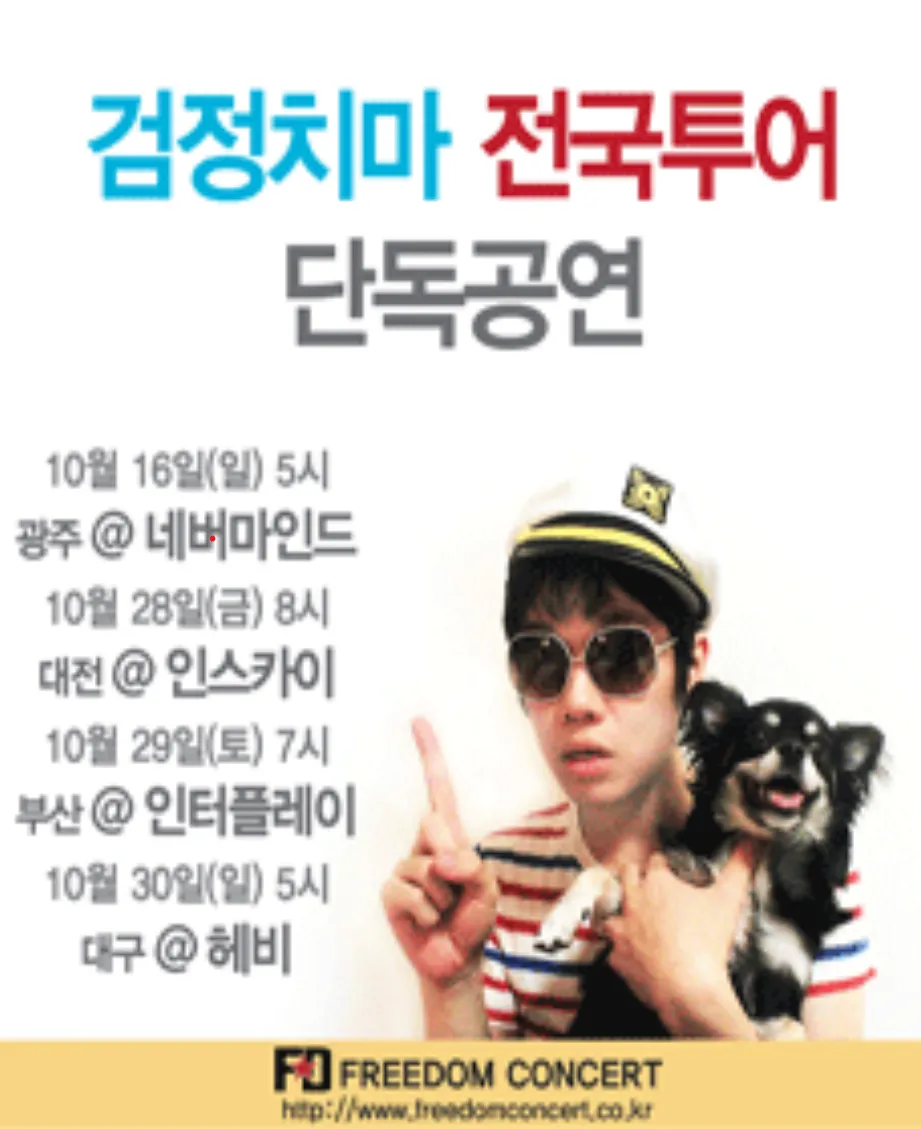 검정치마 전국투어
단독공연
10월 16일(일) 5시
광주 @ 네버마인드
10월 28일(금) 8시
대전 @ 인스카이
10월 29일(토) 7시
부산 @ 인터플레이
10월 30일(일) 5시
대구 @ 헤비
FD FREEDOM CONCERT
http://www.freedomconcert.co.kr